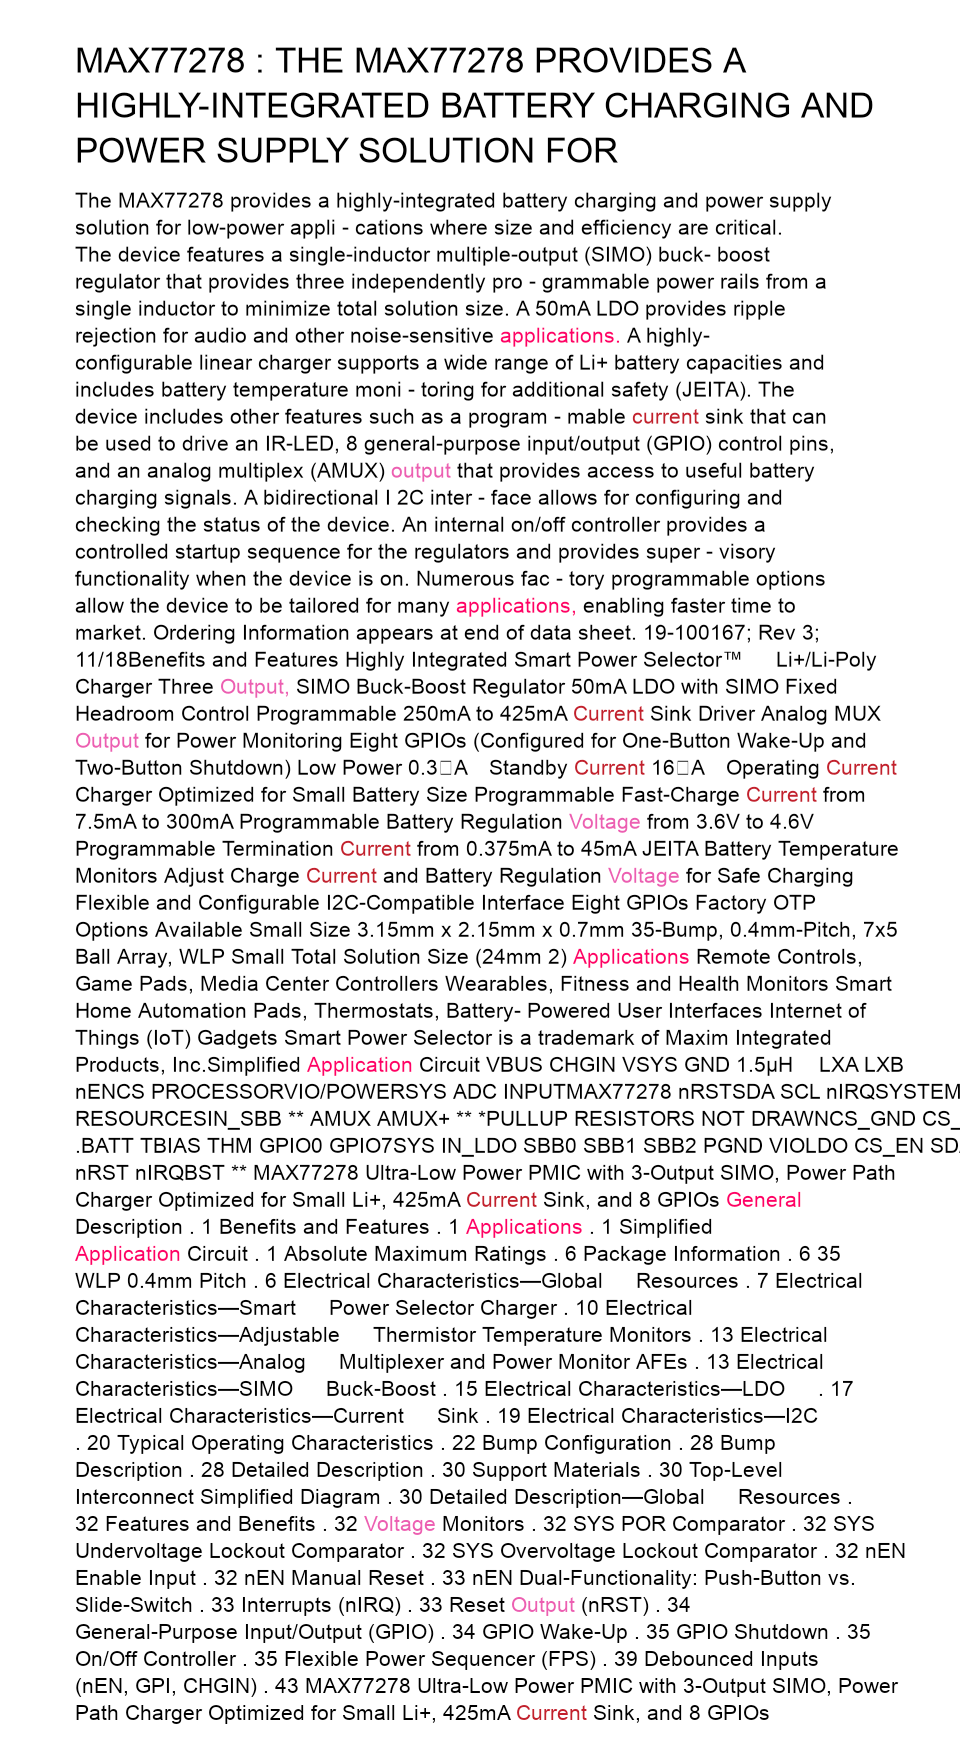 MAX77278 : THE MAX77278 PROVIDES A
HIGHLY-INTEGRATED BATTERY CHARGING AND
POWER SUPPLY SOLUTION FOR
The MAX77278 provides a highly-integrated battery charging and power supply
solution for low-power appli - cations where size and efficiency are critical.
The device features a single-inductor multiple-output (SIMO) buck- boost
regulator that provides three independently pro - grammable power rails from a
single inductor to minimize total solution size. A 50mA LDO provides ripple
rejection for audio and other noise-sensitive applications. A highly-
configurable linear charger supports a wide range of Li+ battery capacities and
includes battery temperature moni - toring for additional safety (JEITA). The
device includes other features such as a program - mable current sink that can
be used to drive an IR-LED, 8 general-purpose input/output (GPIO) control pins,
and an analog multiplex (AMUX) output that provides access to useful battery
charging signals. A bidirectional I 2C inter - face allows for configuring and
checking the status of the device. An internal on/off controller provides a
controlled startup sequence for the regulators and provides super - visory
functionality when the device is on. Numerous fac - tory programmable options
allow the device to be tailored for many applications, enabling faster time to
market. Ordering Information appears at end of data sheet. 19-100167; Rev 3;
11/18Benefits and Features Highly Integrated Smart Power Selector™ Li+/Li-Poly
Charger Three Output, SIMO Buck-Boost Regulator 50mA LDO with SIMO Fixed
Headroom Control Programmable 250mA to 425mA Current Sink Driver Analog MUX
Output for Power Monitoring Eight GPIOs (Configured for One-Button Wake-Up and
Two-Button Shutdown) Low Power 0.3□A Standby Current 16□A Operating Current
Charger Optimized for Small Battery Size Programmable Fast-Charge Current from
7.5mA to 300mA Programmable Battery Regulation Voltage from 3.6V to 4.6V
Programmable Termination Current from 0.375mA to 45mA JEITA Battery Temperature
Monitors Adjust Charge Current and Battery Regulation Voltage for Safe Charging
Flexible and Configurable I2C-Compatible Interface Eight GPIOs Factory OTP
Options Available Small Size 3.15mm x 2.15mm x 0.7mm 35-Bump, 0.4mm-Pitch, 7x5
Ball Array, WLP Small Total Solution Size (24mm 2) Applications Remote Controls,
Game Pads, Media Center Controllers Wearables, Fitness and Health Monitors Smart
Home Automation Pads, Thermostats, Battery- Powered User Interfaces Internet of
Things (IoT) Gadgets Smart Power Selector is a trademark of Maxim Integrated
Products, Inc.Simplified Application Circuit VBUS CHGIN VSYS GND 1.5µH LXA LXB
nENCS PROCESSORVIO/POWERSYS ADC INPUTMAX77278 nRSTSDA SCL nIRQSYSTEM
RESOURCESIN_SBB ** AMUX AMUX+ ** *PULLUP RESISTORS NOT DRAWNCS_GND CS_
.BATT TBIAS THM GPIO0 GPIO7SYS IN_LDO SBB0 SBB1 SBB2 PGND VIOLDO CS_EN SDA
nRST nIRQBST ** MAX77278 Ultra-Low Power PMIC with 3-Output SIMO, Power Path
Charger Optimized for Small Li+, 425mA Current Sink, and 8 GPIOs General
Description . 1 Benefits and Features . 1 Applications . 1 Simplified
Application Circuit . 1 Absolute Maximum Ratings . 6 Package Information . 6 35
WLP 0.4mm Pitch . 6 Electrical Characteristics—Global Resources . 7 Electrical
Characteristics—Smart Power Selector Charger . 10 Electrical
Characteristics—Adjustable Thermistor Temperature Monitors . 13 Electrical
Characteristics—Analog Multiplexer and Power Monitor AFEs . 13 Electrical
Characteristics—SIMO Buck-Boost . 15 Electrical Characteristics—LDO . 17
Electrical Characteristics—Current Sink . 19 Electrical Characteristics—I2C
. 20 Typical Operating Characteristics . 22 Bump Configuration . 28 Bump
Description . 28 Detailed Description . 30 Support Materials . 30 Top-Level
Interconnect Simplified Diagram . 30 Detailed Description—Global Resources .
32 Features and Benefits . 32 Voltage Monitors . 32 SYS POR Comparator . 32 SYS
Undervoltage Lockout Comparator . 32 SYS Overvoltage Lockout Comparator . 32 nEN
Enable Input . 32 nEN Manual Reset . 33 nEN Dual-Functionality: Push-Button vs.
Slide-Switch . 33 Interrupts (nIRQ) . 33 Reset Output (nRST) . 34
General-Purpose Input/Output (GPIO) . 34 GPIO Wake-Up . 35 GPIO Shutdown . 35
On/Off Controller . 35 Flexible Power Sequencer (FPS) . 39 Debounced Inputs
(nEN, GPI, CHGIN) . 43 MAX77278 Ultra-Low Power PMIC with 3-Output SIMO, Power
Path Charger Optimized for Small Li+, 425mA Current Sink, and 8 GPIOs